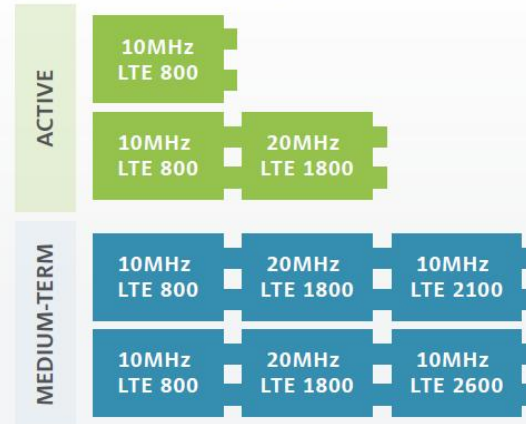 ACTIVE
10MHz
LTE 800
10MHz
LTE 800
20MHz
LTE 1800
MEDIUM-TERM
10MHz
LTE 800
20MHz
LTE 1800
10MHz
LTE 2100
10MHz
LTE 800
20MHz
LTE 1800
10MHz
LTE 2600